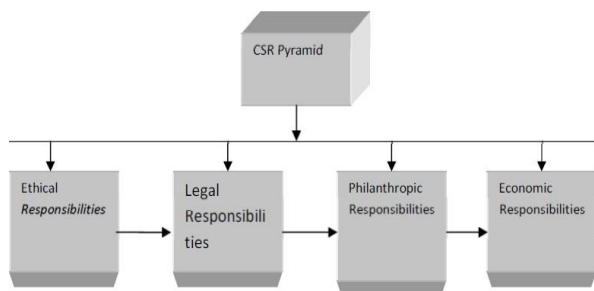 CSR Pyramid
Ethical
Responsibilities
Legal
Responsibili
ties
Philanthropic
Responsibilities
Economic
Responsibilities